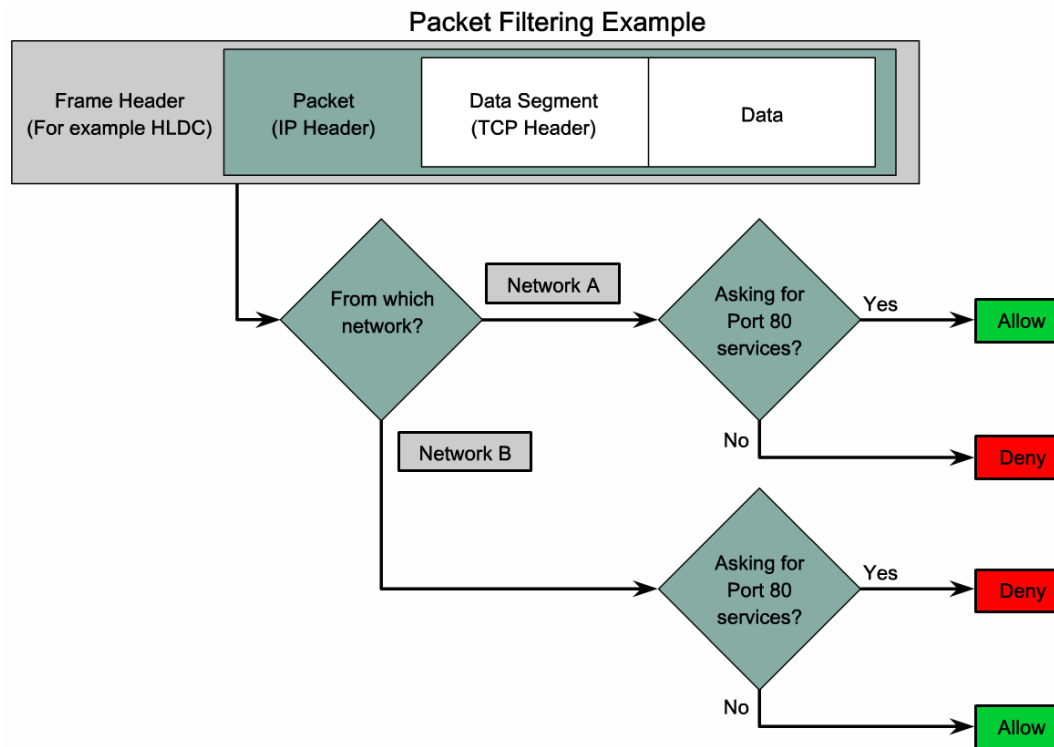 Packet Filtering Example
Frame Header
(For example HLDC)
Packet
(IP Header)
Data Segment
(TCP Header)
Data
From which
network?
Network A
Asking for
Port 80
services?
Yes
Allow
No
Deny
Network B
Asking for
Port 80
services?
Yes
Deny
No
Allow